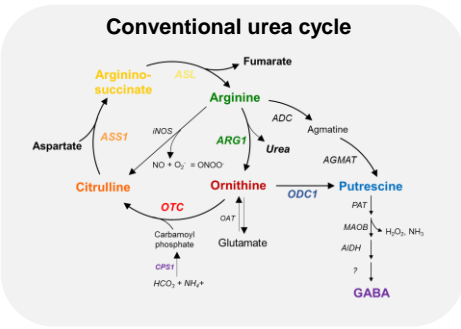 Conventional urea cycle
Fumarate
Arginino-
succinate
ASL
Arginine
ADC
Agmatine
Aspartate
ASS1
iNOS
ARG1
Urea
AGMAT
NO + O₂⁻ = ONOO⁻
Citrulline
Ornithine
ODC1
Putrescine
OTC
OAT
PAT
Carbamoyl
phosphate
Glutamate
MAOB
H₂O₂, NH₃
CPS1
AlDH
HCO₃ + NH₄+
?
GABA